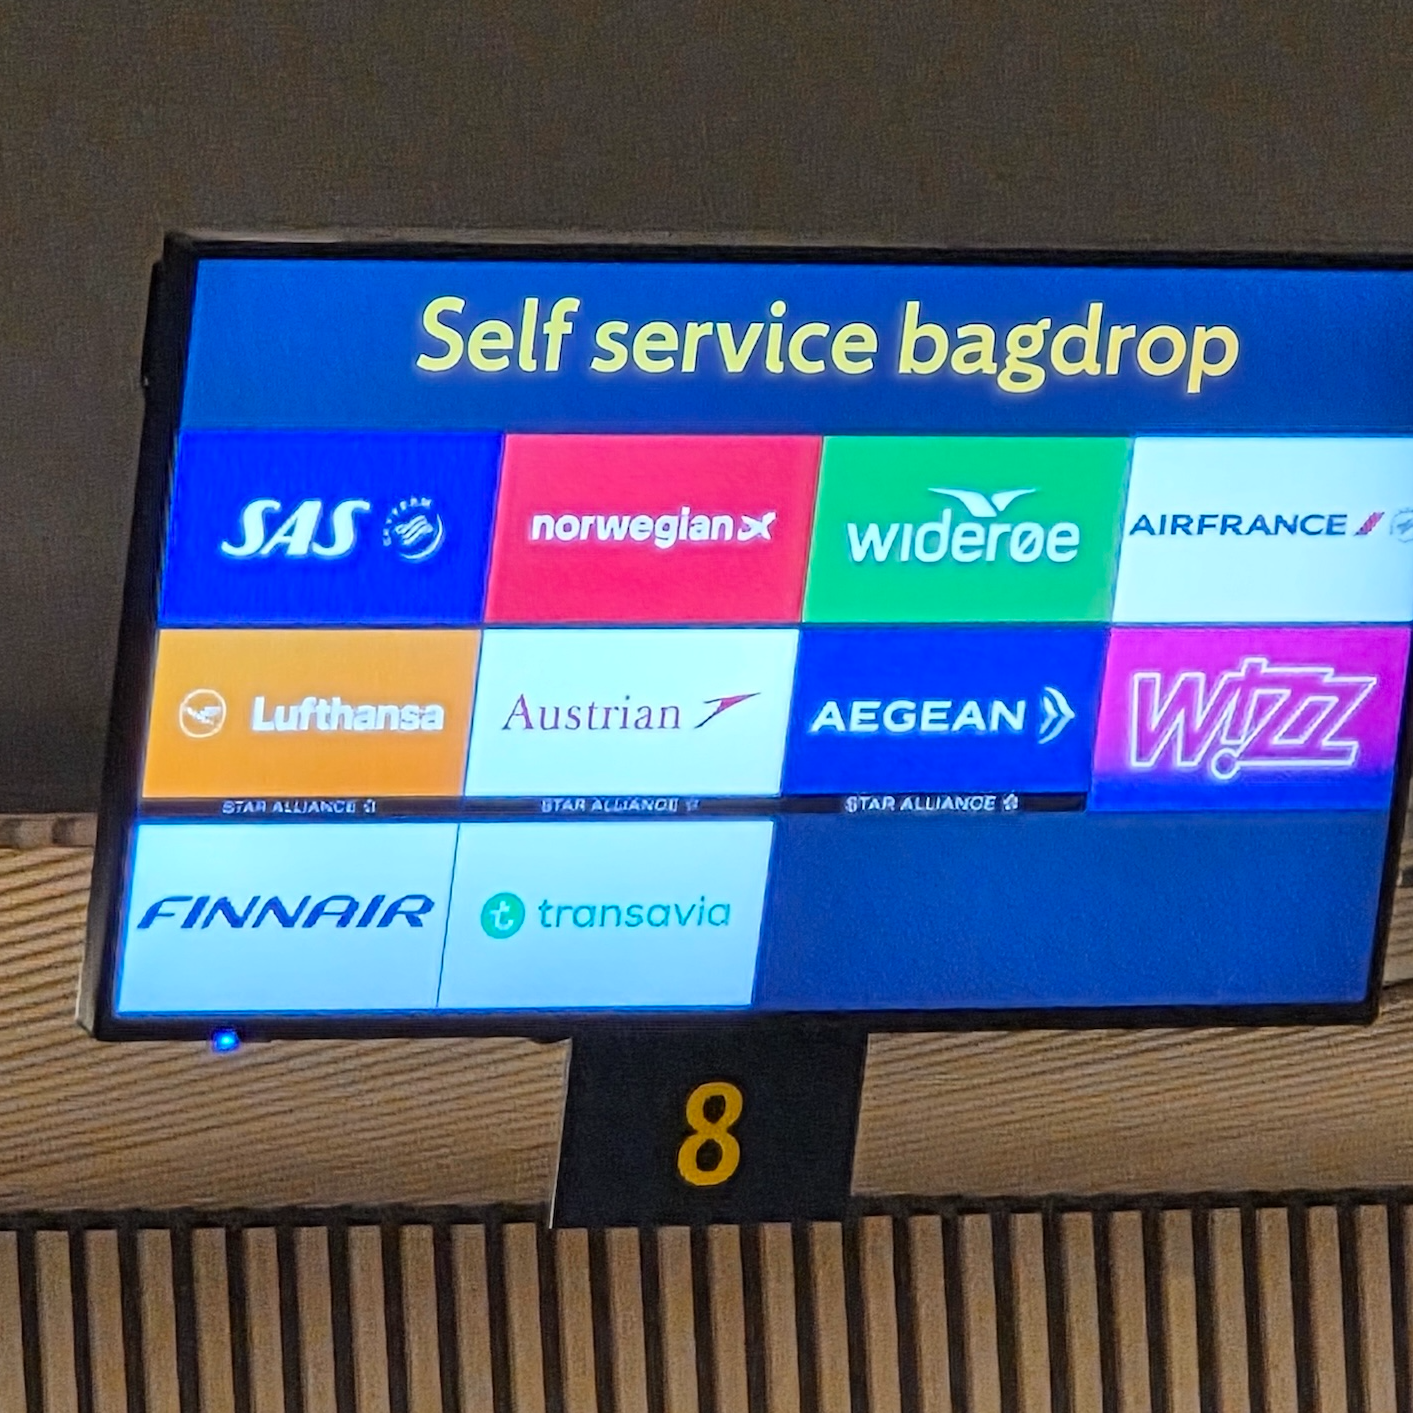 Self service bagdrop
SAS
norwegian
widerøe
AIRFRANCE
Lufthansa
Austrian
AEGEAN
WIZZ
STAR ALLIANCE
STAR ALLIANCE
STAR ALLIANCE
FINNAIR
t transavia
8